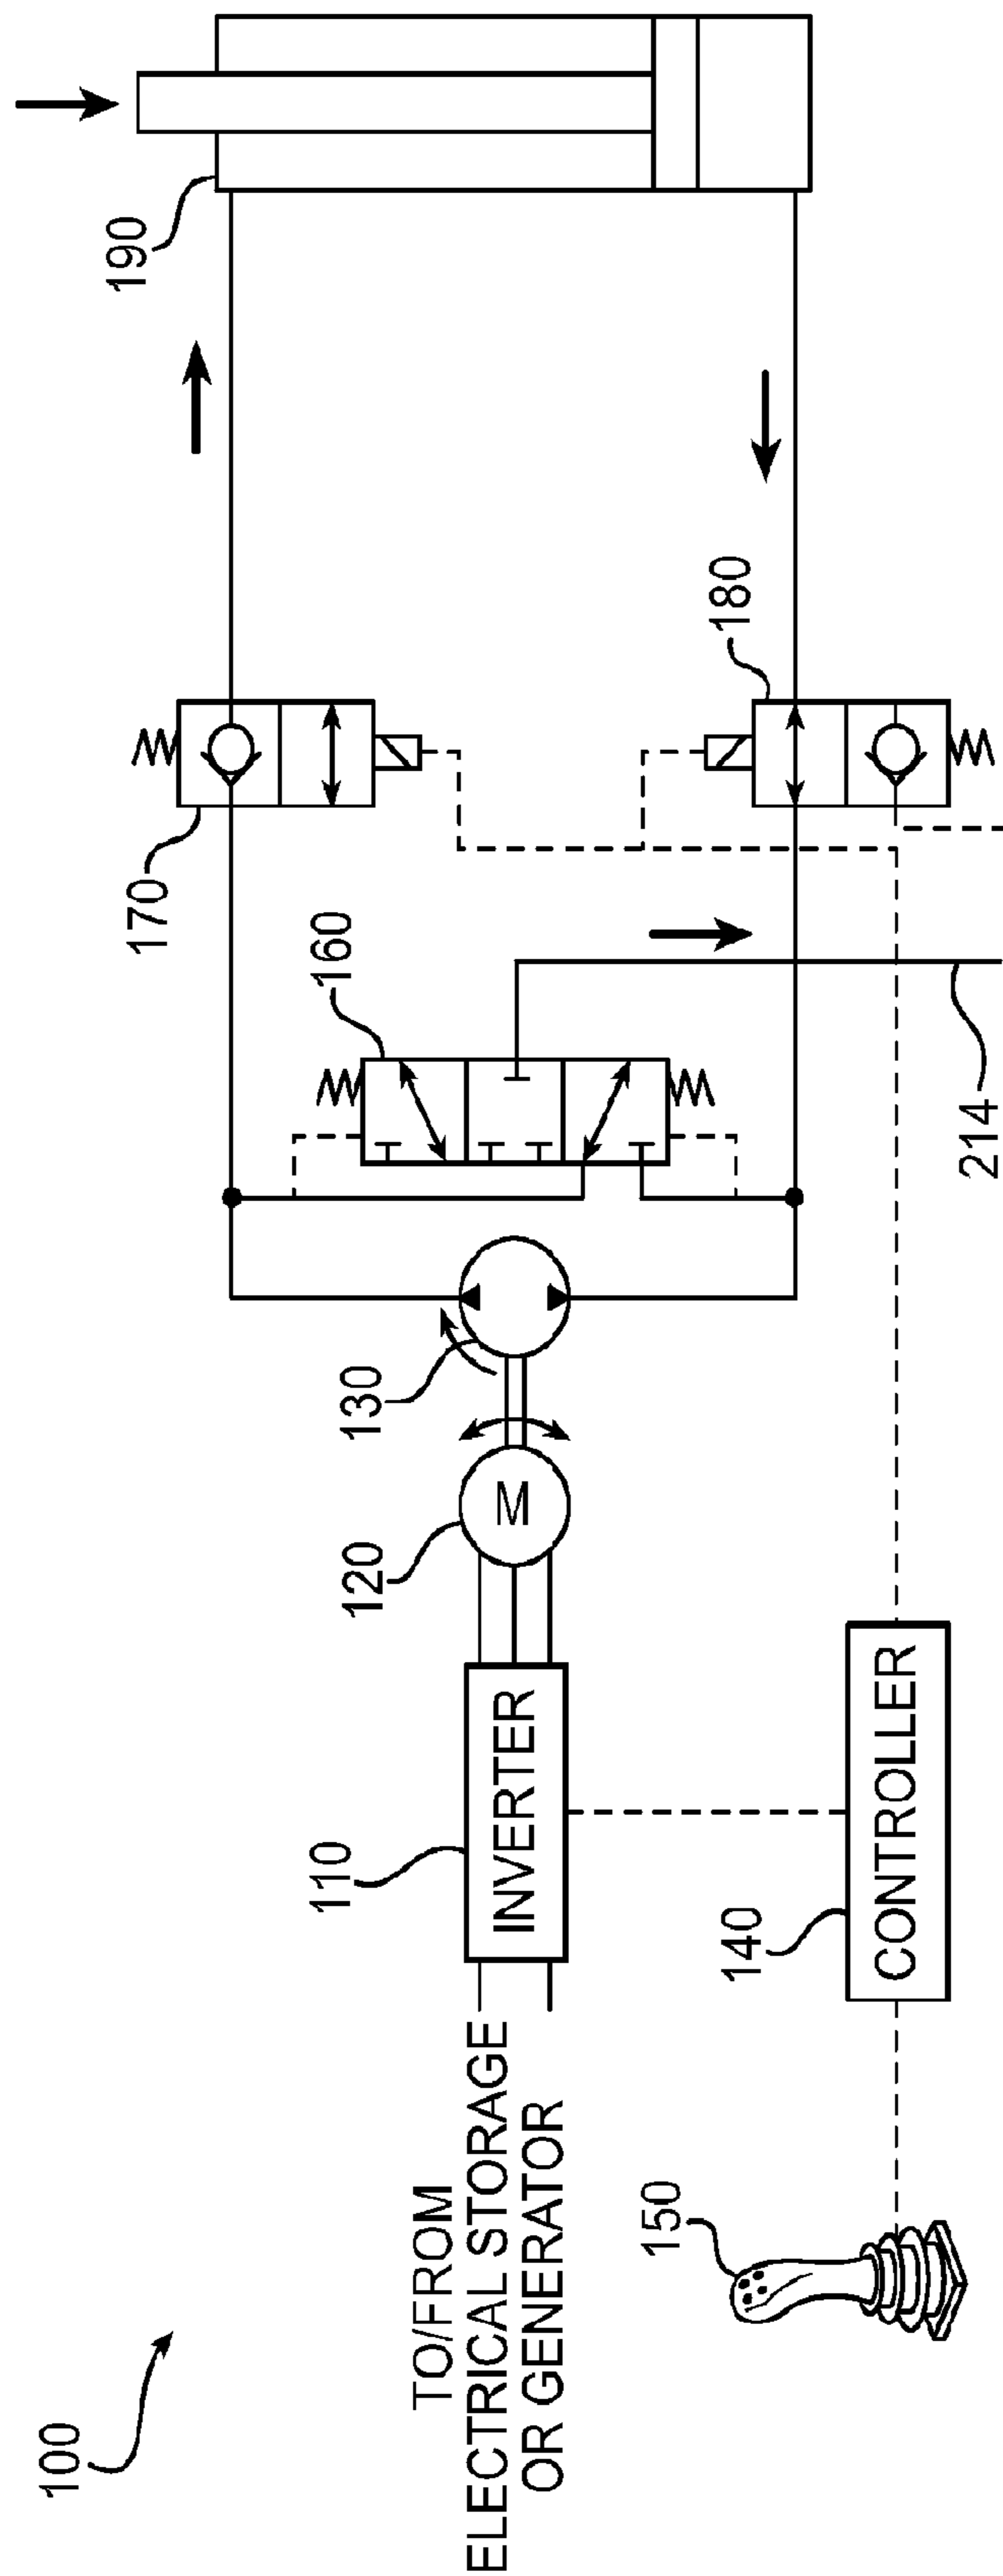 100
TO/FROM
ELECTRICAL STORAGE
OR GENERATOR
110
INVERTER
120
M
130
160
170
180
190
150
140
CONTROLLER
214